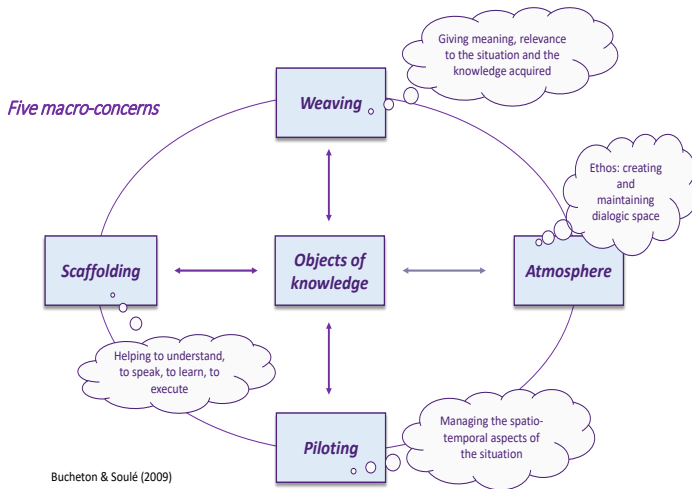 Giving meaning, relevance
to the situation and the
knowledge acquired
Weaving
Five macro-concerns
Ethos: creating
and
maintaining
dialogic space
Scaffolding
Objects of
knowledge
Atmosphere
Helping to understand,
to speak, to learn, to
execute
Piloting
Managing the spatio-
temporal aspects of
the situation
Bucheton & Soulé (2009)